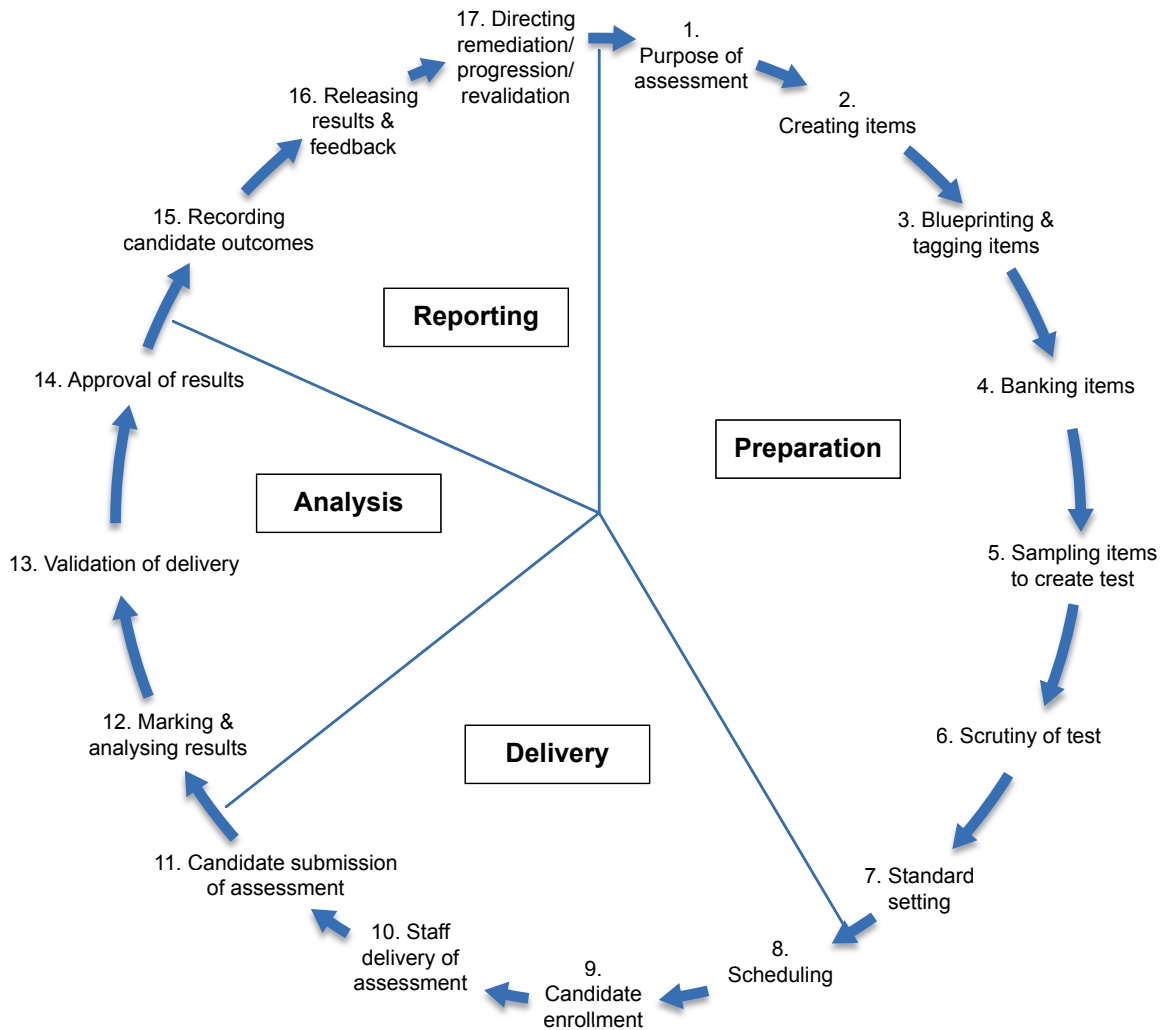 1.
Purpose of
assessment
2.
Creating items
3. Blueprinting &
tagging items
4. Banking items
5. Sampling items
to create test
6. Scrutiny of test
7. Standard
setting
8.
Scheduling
9.
Candidate
enrollment
10. Staff
delivery of
assessment
11. Candidate submission
of assessment
12. Marking &
analysing results
13. Validation of delivery
14. Approval of results
15. Recording
candidate outcomes
16. Releasing
results &
feedback
17. Directing
remediation/
progression/
revalidation
Reporting
Preparation
Analysis
Delivery